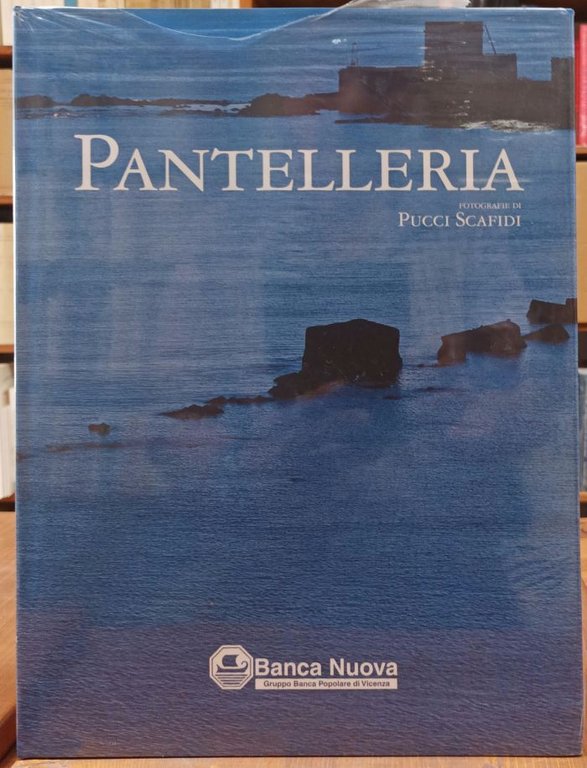 PANTELLERIA
FOTOGRAFIE DI
PUCCI SCAFIDI
Banca Nuova
Gruppo Banca Popolare di Vicenza